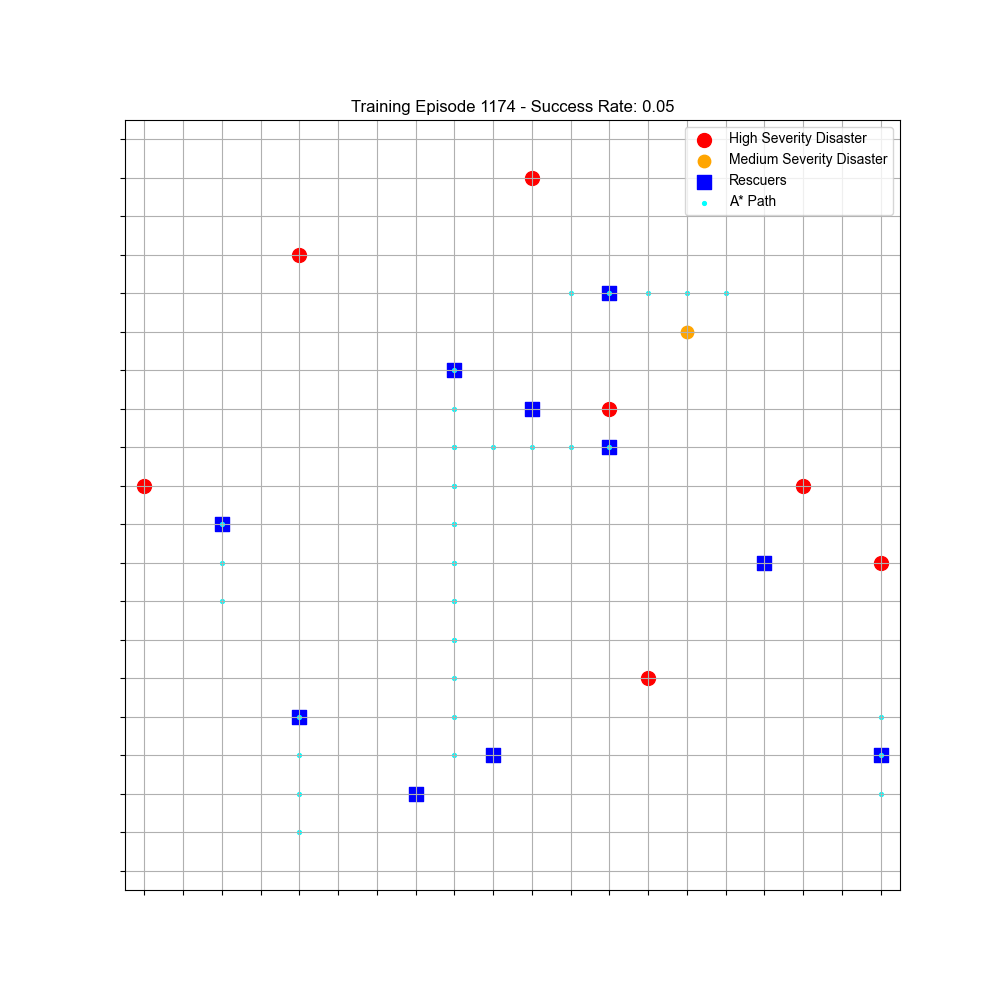 Training Episode 1174 - Success Rate: 0.05
High Severity Disaster
Medium Severity Disaster
Rescuers
A* Path